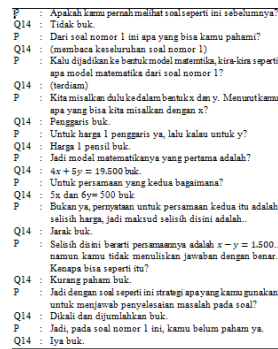 P : Apakah kamu pernah melihat soal seperti ini sebelumnya?
Q14 : Tidak buk.
P : Dari soal nomor 1 ini apa yang bisa kamu pahami?
Q14 : (membaca keseluruhan soal nomor 1)
P : Kalu dijadikan ke bentuk model matemtika, kira-kira seperti
apa model matematika dari soal nomor 1?
Q14 : (terdiam)
P : Kita misalkan dulu ke dalam bentuk x dan y. Menurut kamu
apa yang bisa kita misalkan dengan x?
Q14 : Penggaris buk.
P : Untuk harga 1 penggaris ya, lalu kalau untuk y?
Q14 : Harga 1 pensil buk.
P : Jadi model matematikanya yang pertama adalah?
Q14 : 4x + 5y = 19.500 buk.
P : Untuk persamaan yang kedua bagaimana?
Q14 : 5x dan 6y= 500 buk
P : Bukan ya, pernyataan untuk persamaan kedua itu adalah
selisih harga, jadi maksud selisih disini adalah..
Q14 : Jarak buk.
P : Selisih disini berarti persamaannya adalah x − y = 1.500..
namun kamu tidak menuliskan jawaban dengan benar.
Kenapa bisa seperti itu?
Q14 : Kurang paham buk.
P : Jadi dengan soal seperti ini strategi apa yang kamu gunakan
untuk menjawab penyelesaian masalah pada soal?
Q14 : Dikali dan dijumlahkan buk.
P : Jadi, pada soal nomor 1 ini, kamu belum paham ya.
Q14 : Iya buk.